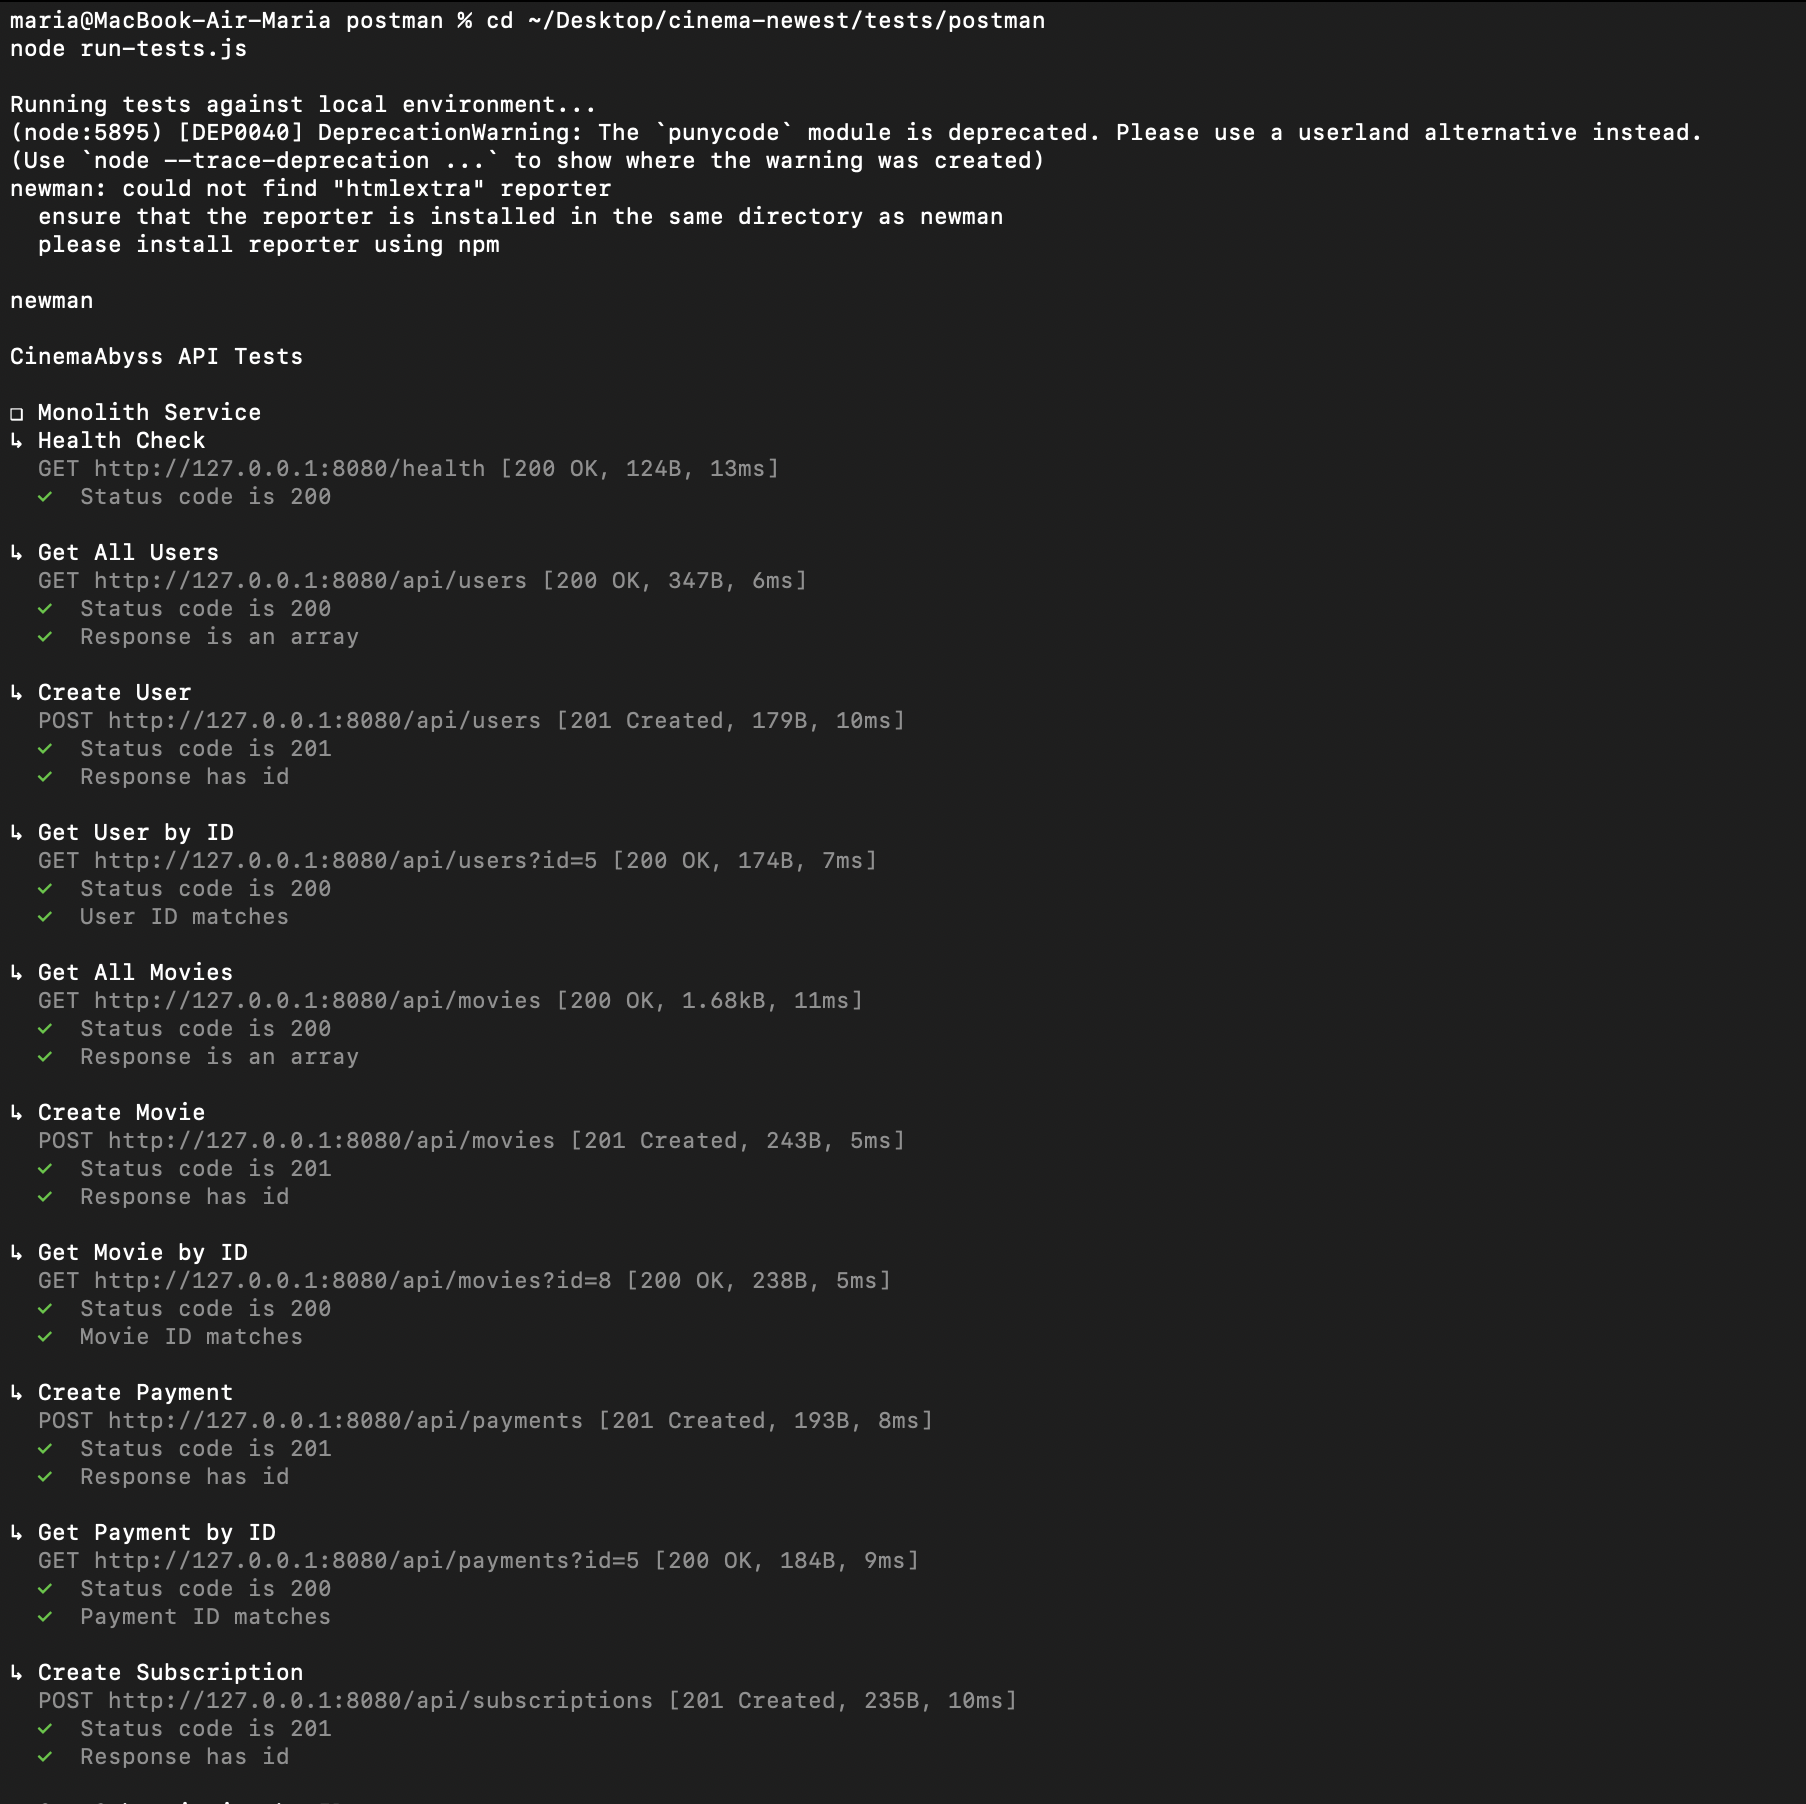 maria@MacBook-Air-Maria postman % cd ~/Desktop/cinema-newest/tests/postman
node run-tests.js
Running tests against local environment...
(node:5895) [DEP0040] DeprecationWarning: The `punycode` module is deprecated. Please use a userland alternative instead.
(Use `node --trace-deprecation ...` to show where the warning was created)
newman: could not find "htmlextra" reporter
  ensure that the reporter is installed in the same directory as newman
  please install reporter using npm
newman
CinemaAbyss API Tests
❏ Monolith Service
↳ Health Check
  GET http://127.0.0.1:8080/health [200 OK, 124B, 13ms]
  ✓  Status code is 200
↳ Get All Users
  GET http://127.0.0.1:8080/api/users [200 OK, 347B, 6ms]
  ✓  Status code is 200
  ✓  Response is an array
↳ Create User
  POST http://127.0.0.1:8080/api/users [201 Created, 179B, 10ms]
  ✓  Status code is 201
  ✓  Response has id
↳ Get User by ID
  GET http://127.0.0.1:8080/api/users?id=5 [200 OK, 174B, 7ms]
  ✓  Status code is 200
  ✓  User ID matches
↳ Get All Movies
  GET http://127.0.0.1:8080/api/movies [200 OK, 1.68kB, 11ms]
  ✓  Status code is 200
  ✓  Response is an array
↳ Create Movie
  POST http://127.0.0.1:8080/api/movies [201 Created, 243B, 5ms]
  ✓  Status code is 201
  ✓  Response has id
↳ Get Movie by ID
  GET http://127.0.0.1:8080/api/movies?id=8 [200 OK, 238B, 5ms]
  ✓  Status code is 200
  ✓  Movie ID matches
↳ Create Payment
  POST http://127.0.0.1:8080/api/payments [201 Created, 193B, 8ms]
  ✓  Status code is 201
  ✓  Response has id
↳ Get Payment by ID
  GET http://127.0.0.1:8080/api/payments?id=5 [200 OK, 184B, 9ms]
  ✓  Status code is 200
  ✓  Payment ID matches
↳ Create Subscription
  POST http://127.0.0.1:8080/api/subscriptions [201 Created, 235B, 10ms]
  ✓  Status code is 201
  ✓  Response has id